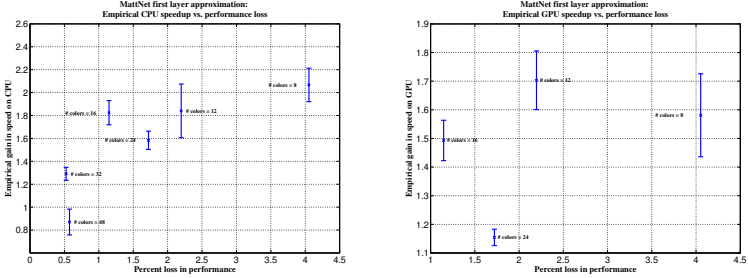 MattNet first layer approximation:
Empirical CPU speedup vs. performance loss
2.6
2.4
2.2
2
1.8
1.6
1.4
1.2
1
0.8
Empirical gain in speed on CPU
# colors = 8
# colors = 16
# colors = 12
# colors = 24
# colors = 32
# colors = 48
0 0.5 1 1.5 2 2.5 3 3.5 4 4.5
Percent loss in performance
MattNet first layer approximation:
Empirical GPU speedup vs. performance loss
1.9
1.8
1.7
1.6
1.5
1.4
1.3
1.2
1.1
Empirical gain in speed on GPU
# colors = 12
# colors = 8
# colors = 16
# colors = 24
1 1.5 2 2.5 3 3.5 4 4.5
Percent loss in performance